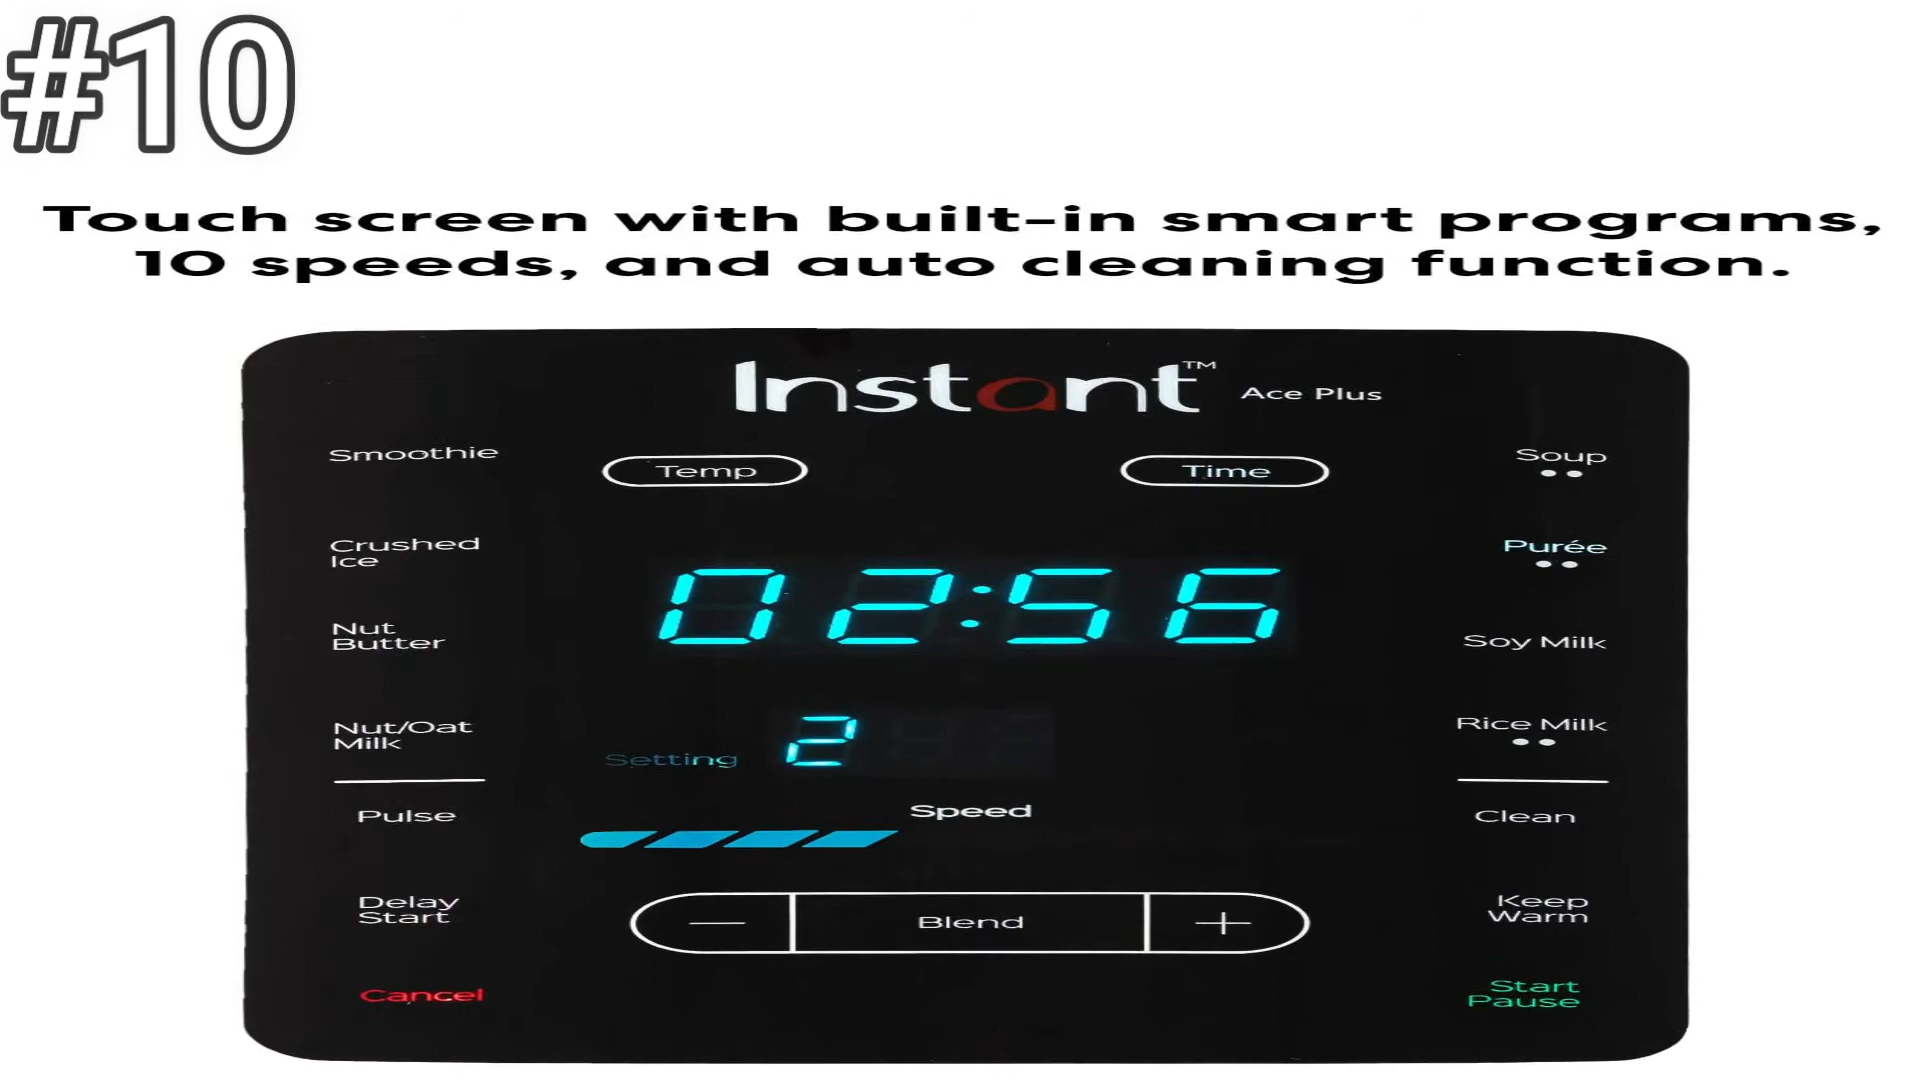 #10
Touch screen with built-in smart programs,
10 speeds, and auto cleaning function.
Instant™ Ace Plus
Smoothie
Temp
Time
Soup
Crushed
Ice
Purée
02:56
Nut
Butter
Soy Milk
Nut/Oat
Milk
Setting 2
Rice Milk
Pulse
Speed
Clean
Delay
Start
− Blend +
Keep
Warm
Cancel
Start
Pause